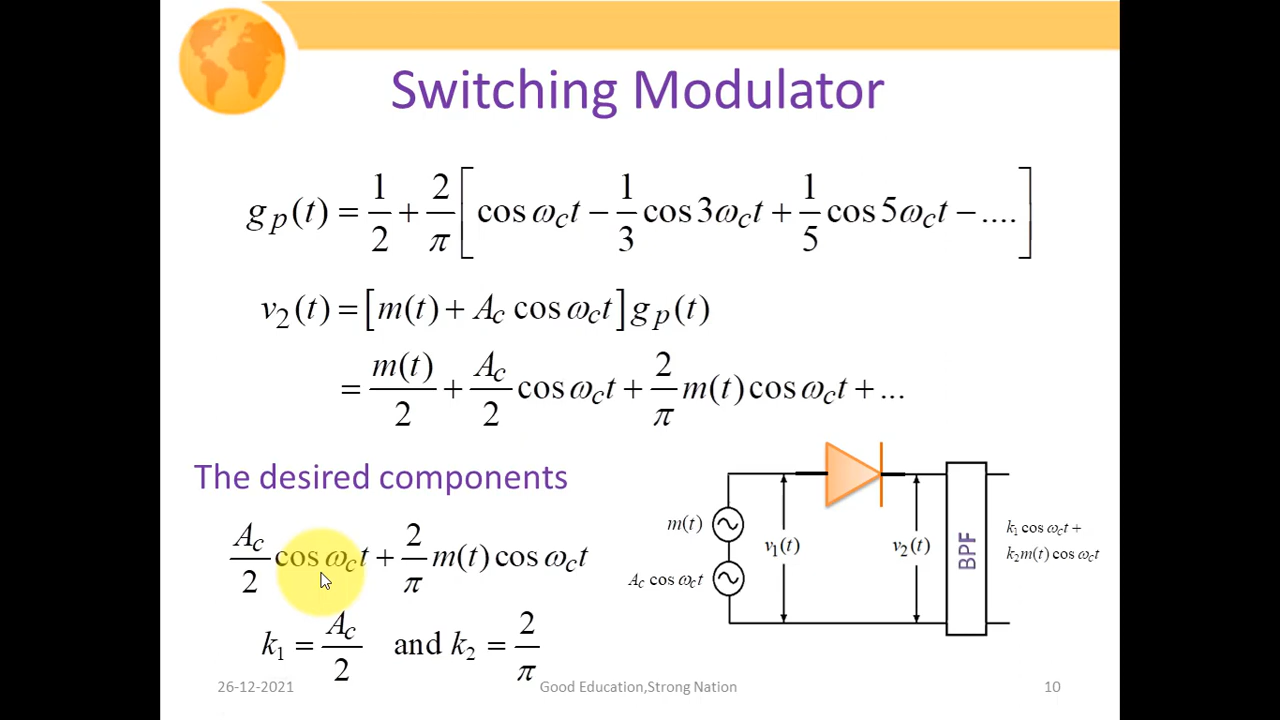 Switching Modulator
g_p(t) = 1/2 + 2/π [ cos ω_c t − 1/3 cos 3ω_c t + 1/5 cos 5ω_c t − .... ]
v_2(t) = [ m(t) + A_c cos ω_c t ] g_p(t)
= m(t)/2 + A_c/2 cos ω_c t + 2/π m(t) cos ω_c t + ...
The desired components
A_c/2 cos ω_c t + 2/π m(t) cos ω_c t
k_1 = A_c/2 and k_2 = 2/π
m(t)
A_c cos ω_c t
v_1(t)
v_2(t)
BPF
k_1 cos ω_c t +
k_2 m(t) cos ω_c t
26-12-2021
Good Education,Strong Nation
10